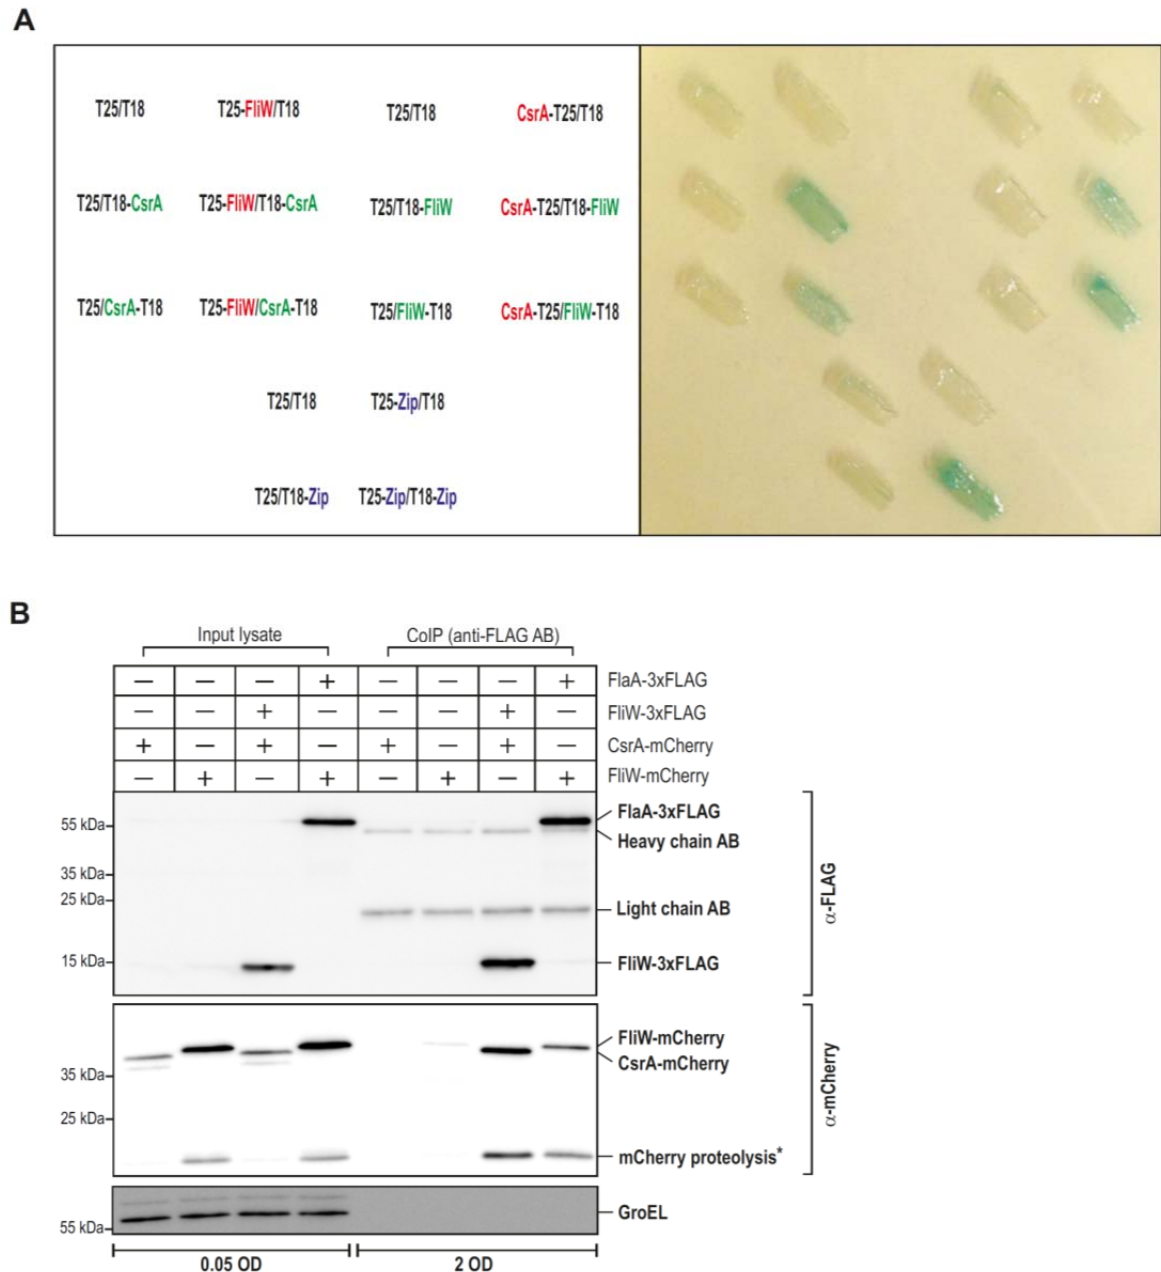 A
T25/T18 T25-FliW/T18 T25/T18 CsrA-T25/T18
T25/T18-CsrA T25-FliW/T18-CsrA T25/T18-FliW CsrA-T25/T18-FliW
T25/CsrA-T18 T25-FliW/CsrA-T18 T25/FliW-T18 CsrA-T25/FliW-T18
T25/T18 T25-Zip/T18
T25/T18-Zip T25-Zip/T18-Zip
B
Input lysate CoIP (anti-FLAG AB)
— — — + — — — + FlaA-3xFLAG
— — + — — — + — FliW-3xFLAG
+ — + — + — + — CsrA-mCherry
— + — + — + — + FliW-mCherry
FlaA-3xFLAG
55 kDa
Heavy chain AB
35 kDa
25 kDa
Light chain AB
15 kDa
FliW-3xFLAG
α-FLAG
FliW-mCherry
CsrA-mCherry
35 kDa
25 kDa
mCherry proteolysis*
α-mCherry
GroEL
55 kDa
0.05 OD 2 OD